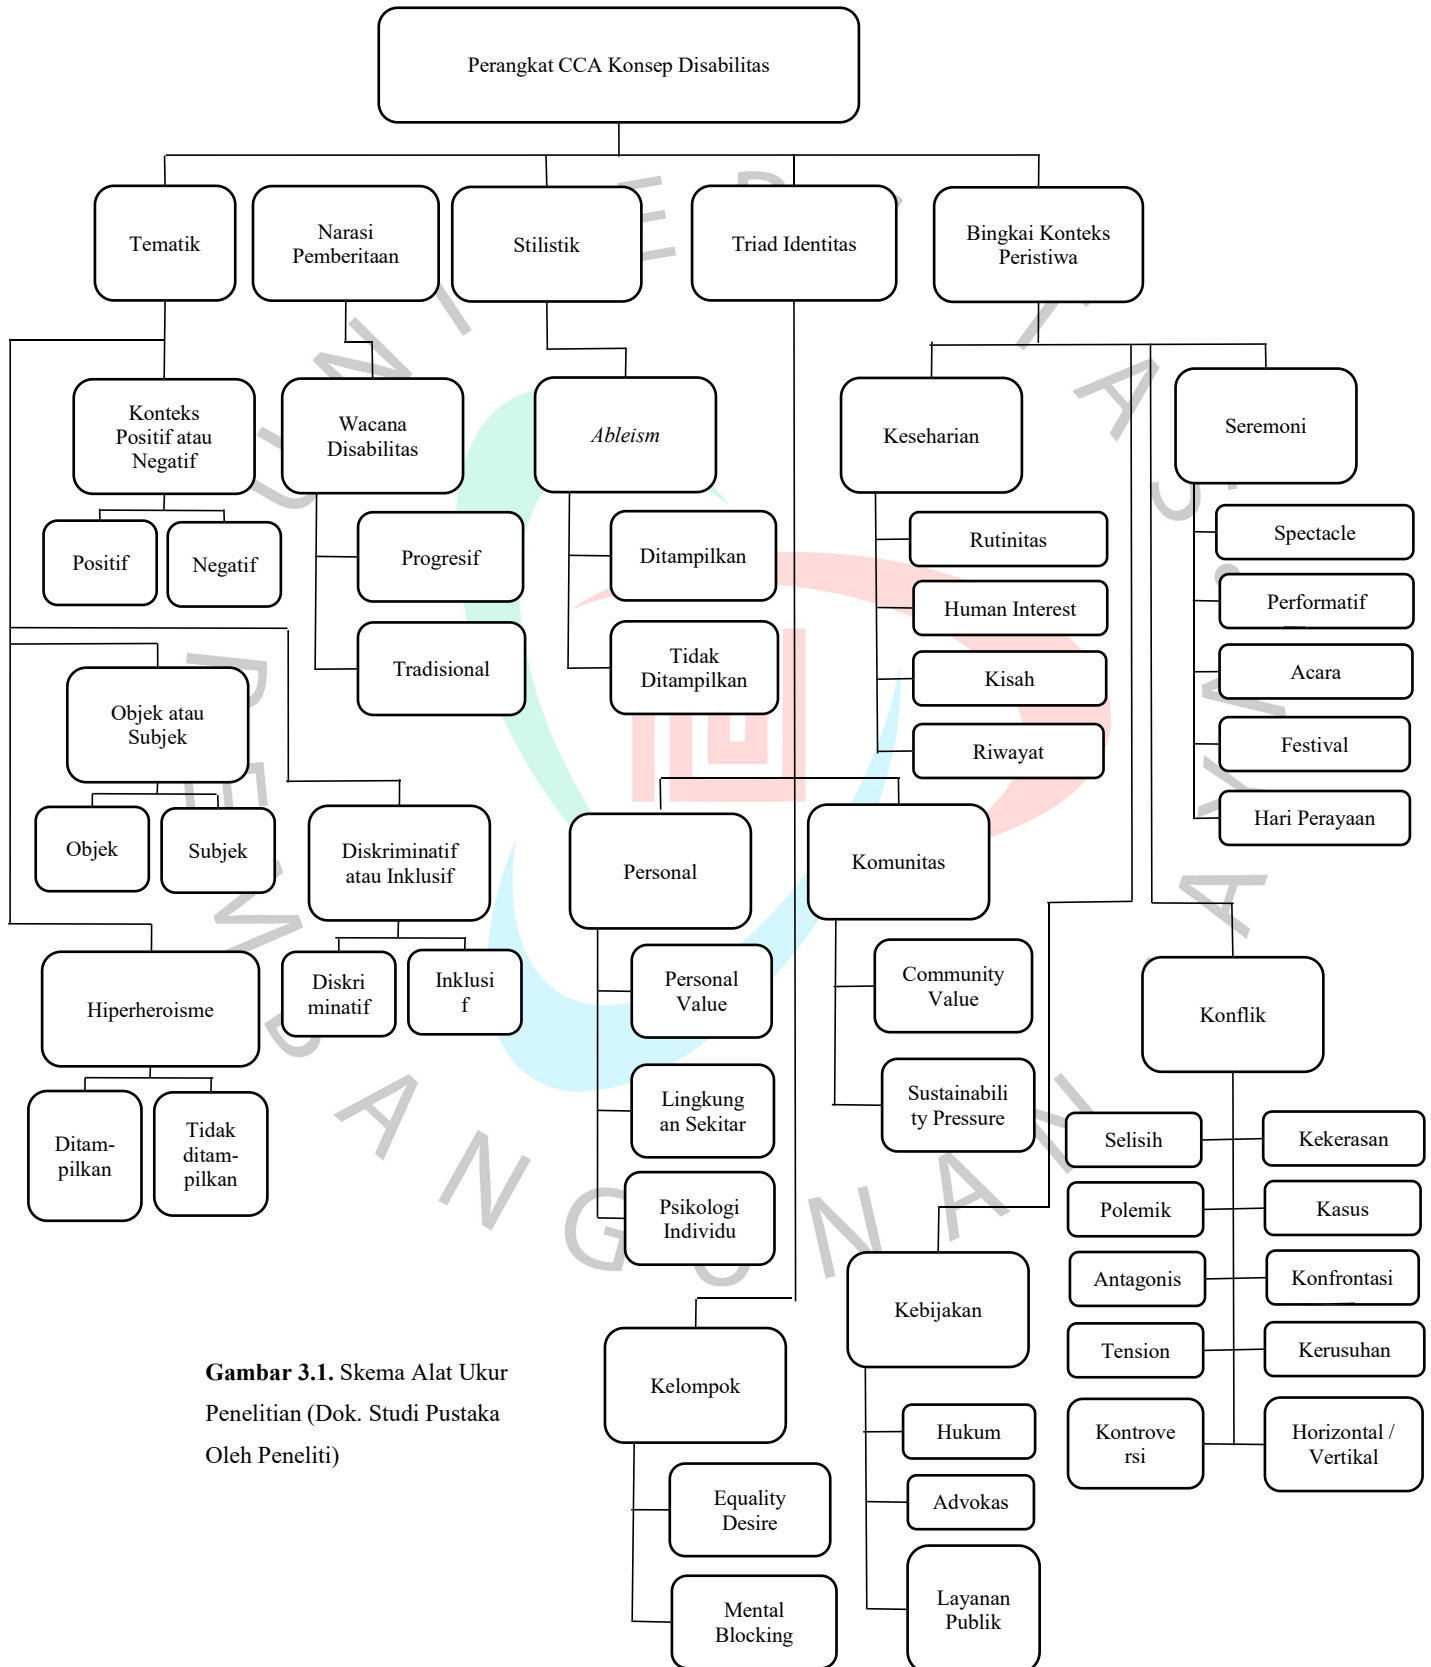 Perangkat CCA Konsep Disabilitas
Tematik
Narasi
Pemberitaan
Stilistik
Triad Identitas
Bingkai Konteks
Peristiwa
Konteks
Positif atau
Negatif
Wacana
Disabilitas
Ableism
Keseharian
Seremoni
Positif
Negatif
Progresif
Tradisional
Ditampilkan
Tidak
Ditampilkan
Rutinitas
Human Interest
Kisah
Riwayat
Spectacle
Performatif
Acara
Festival
Hari Perayaan
Objek atau
Subjek
Objek
Subjek
Diskriminatif
atau Inklusif
Diskri
minatif
Inklusi
f
Hiperheroisme
Ditam-
pilkan
Tidak
ditam-
pilkan
Personal
Personal
Value
Lingkung
an Sekitar
Psikologi
Individu
Komunitas
Community
Value
Sustainabili
ty Pressure
Konflik
Selisih
Kekerasan
Polemik
Kasus
Antagonis
Konfrontasi
Tension
Kerusuhan
Kontrove
rsi
Horizontal /
Vertikal
Kebijakan
Hukum
Advokas
Layanan
Publik
Kelompok
Equality
Desire
Mental
Blocking
Gambar 3.1. Skema Alat Ukur
Penelitian (Dok. Studi Pustaka
Oleh Peneliti)